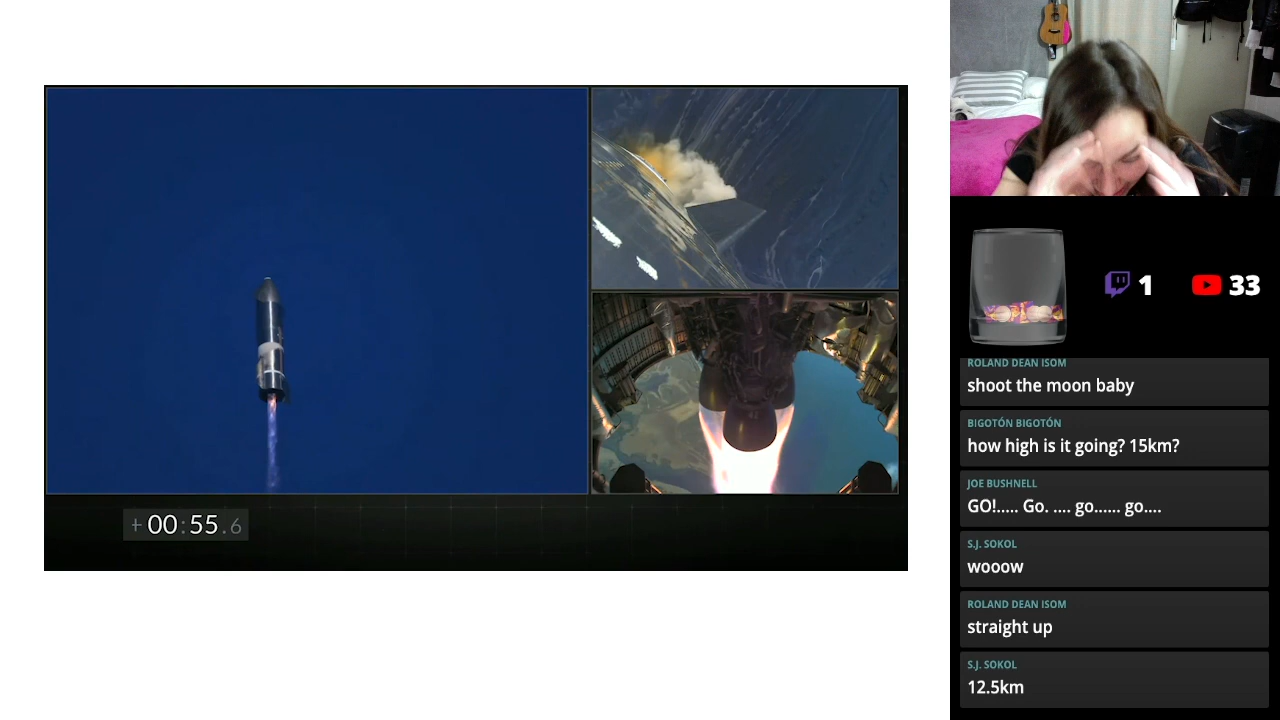 + 00:55.6
1
33
ROLAND DEAN ISOM
shoot the moon baby
BIGOTÓN BIGOTÓN
how high is it going? 15km?
JOE BUSHNELL
GO!..... Go. .... go...... go....
S.J. SOKOL
wooow
ROLAND DEAN ISOM
straight up
S.J. SOKOL
12.5km